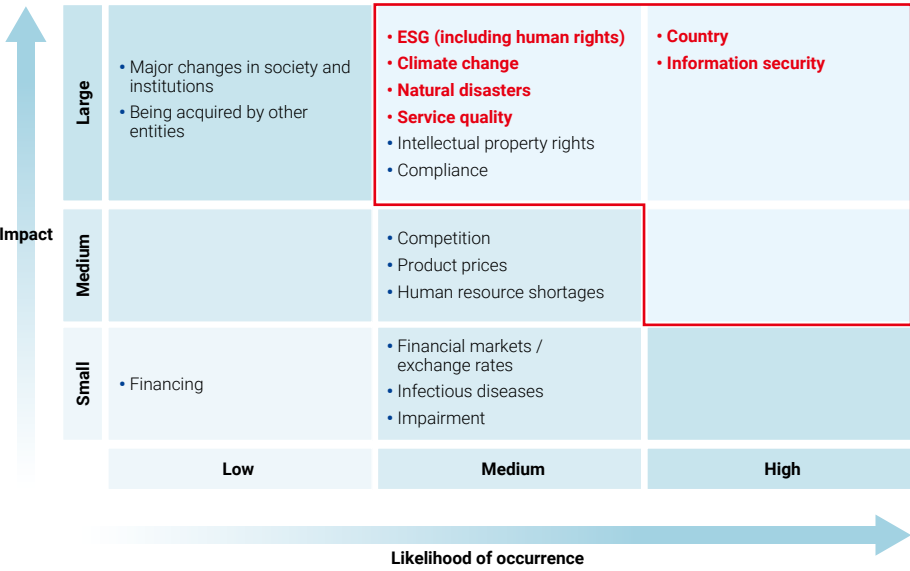 Impact
Large
• Major changes in society and
institutions
• Being acquired by other
entities
• ESG (including human rights)
• Climate change
• Natural disasters
• Service quality
• Intellectual property rights
• Compliance
• Country
• Information security
Medium
• Competition
• Product prices
• Human resource shortages
Small
• Financing
• Financial markets /
exchange rates
• Infectious diseases
• Impairment
Low
Medium
High
Likelihood of occurrence